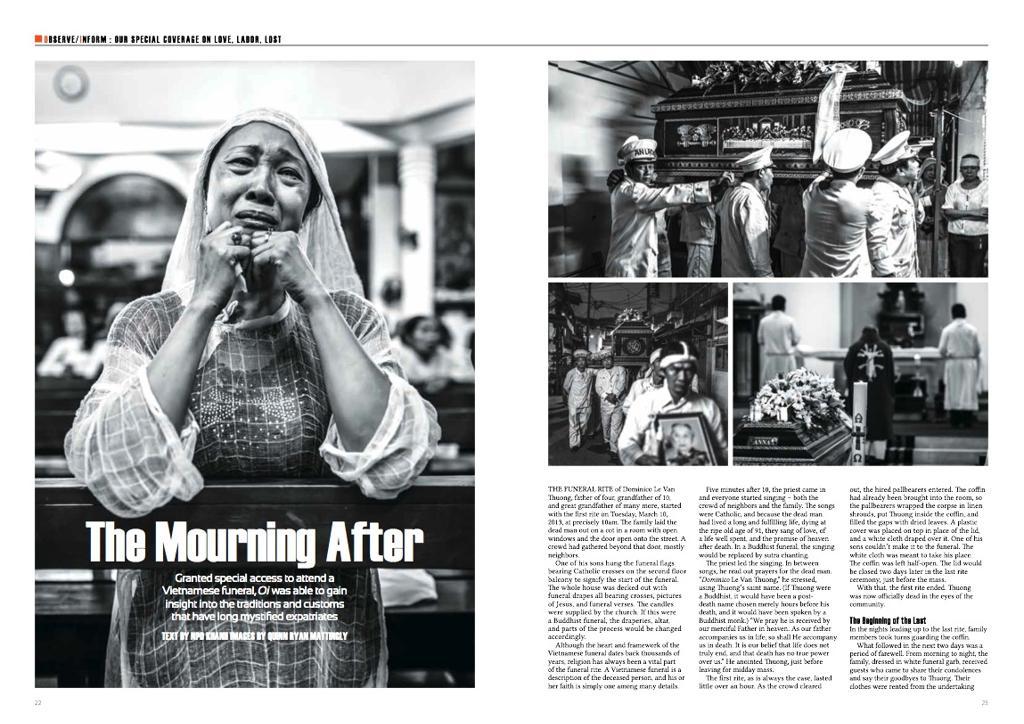 OBSERVE/INFORM : OUR SPECIAL COVERAGE ON LOVE, LABOR, LOST
The Mourning After
Granted special access to attend a
Vietnamese funeral, Oi was able to gain
insight into the traditions and customs
that have long mystified expatriates
TEXT BY NPD KHANH IMAGES BY QUINN RYAN MATTINGLY
22
AN LẠC
ANNA
THE FUNERAL RITE of Dominico Le Van
Thuong, father of four, grandfather of 10,
and great grandfather of many more, started
with the first rite in Tuesday, March 10,
2015, at precisely 10am. The family laid the
dead man out on a cot in a room with open
windows and the door open onto the street. A
crowd had gathered beyond that door, mostly
neighbors.
One of his sons hung the funeral flags
bearing Catholic crosses on the second floor
balcony to signify the start of the funeral.
The whole house was decked out with
funeral drapes all bearing crosses, pictures
of Jesus, and funeral verses. The candles
were supplied by the church. If this were
a Buddhist funeral, the draperies, altar,
and parts of the process would be changed
accordingly.
Although the heart and framework of the
Vietnamese funeral dates back thousands of
years, religion has always been a vital part
of the funeral rite. A Vietnamese funeral is a
description of the deceased person, and his or
her faith is simply one among many details.
Five minutes after 10, the priest came in
and everyone started singing – both the
crowd of neighbors and the family. The songs
were Catholic, and because the dead man
had lived a long and fulfilling life, dying at
the ripe old age of 91, they sang of love, of
a life well spent, and the promise of heaven
after death. In a Buddhist funeral, the singing
would be replaced by sutra chanting.
The priest led the singing. In between
songs, he read out prayers for the dead man.
"Dominico Le Van Thuong," he stressed,
using Thuong's saint name. (If Thuong were
a Buddhist, it would have been a post-
death name chosen merely hours before his
death, and it would have been spoken by a
Buddhist monk.) "We pray he is received by
our merciful Father in heaven. As our father
accompanies us in life, so shall He accompany
us in death. It is our belief that life does not
truly end, and that death has no true power
over us." He anointed Thuong, just before
leaving for midday mass.
The first rite, as is always the case, lasted
little over an hour. As the crowd cleared
out, the hired pallbearers entered. The coffin
had already been brought into the room, so
the pallbearers wrapped the corpse in linen
shrouds, put Thuong inside the coffin, and
filled the gaps with dried leaves. A plastic
cover was placed on top in place of the lid,
and a white cloth draped over it. One of his
sons couldn't make it to the funeral. The
white cloth was meant to take his place.
The coffin was left half-open. The lid would
be closed two days later in the last rite
ceremony, just before the mass.
With that, the first rite ended. Thuong
was now officially dead in the eyes of the
community.
The Beginning of the Last
In the nights leading up to the last rite, family
members took turns guarding the coffin.
What followed in the next two days was a
period of farewell. From morning to night, the
family, dressed in white funeral garb, received
guests who came to share their condolences
and say their goodbyes to Thuong. Their
clothes were rented from the undertaking